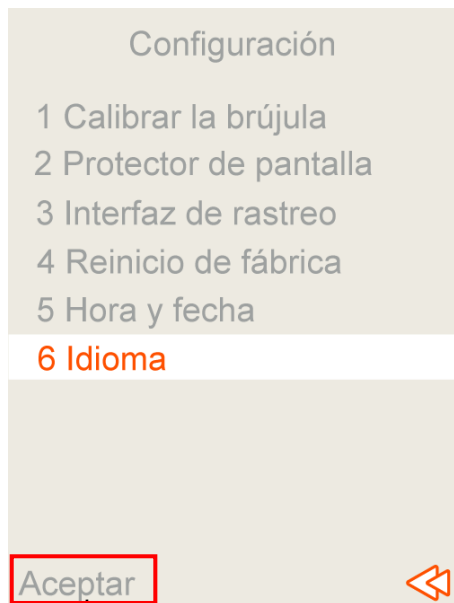 Configuración
1 Calibrar la brújula
2 Protector de pantalla
3 Interfaz de rastreo
4 Reinicio de fábrica
5 Hora y fecha
6 Idioma
Aceptar